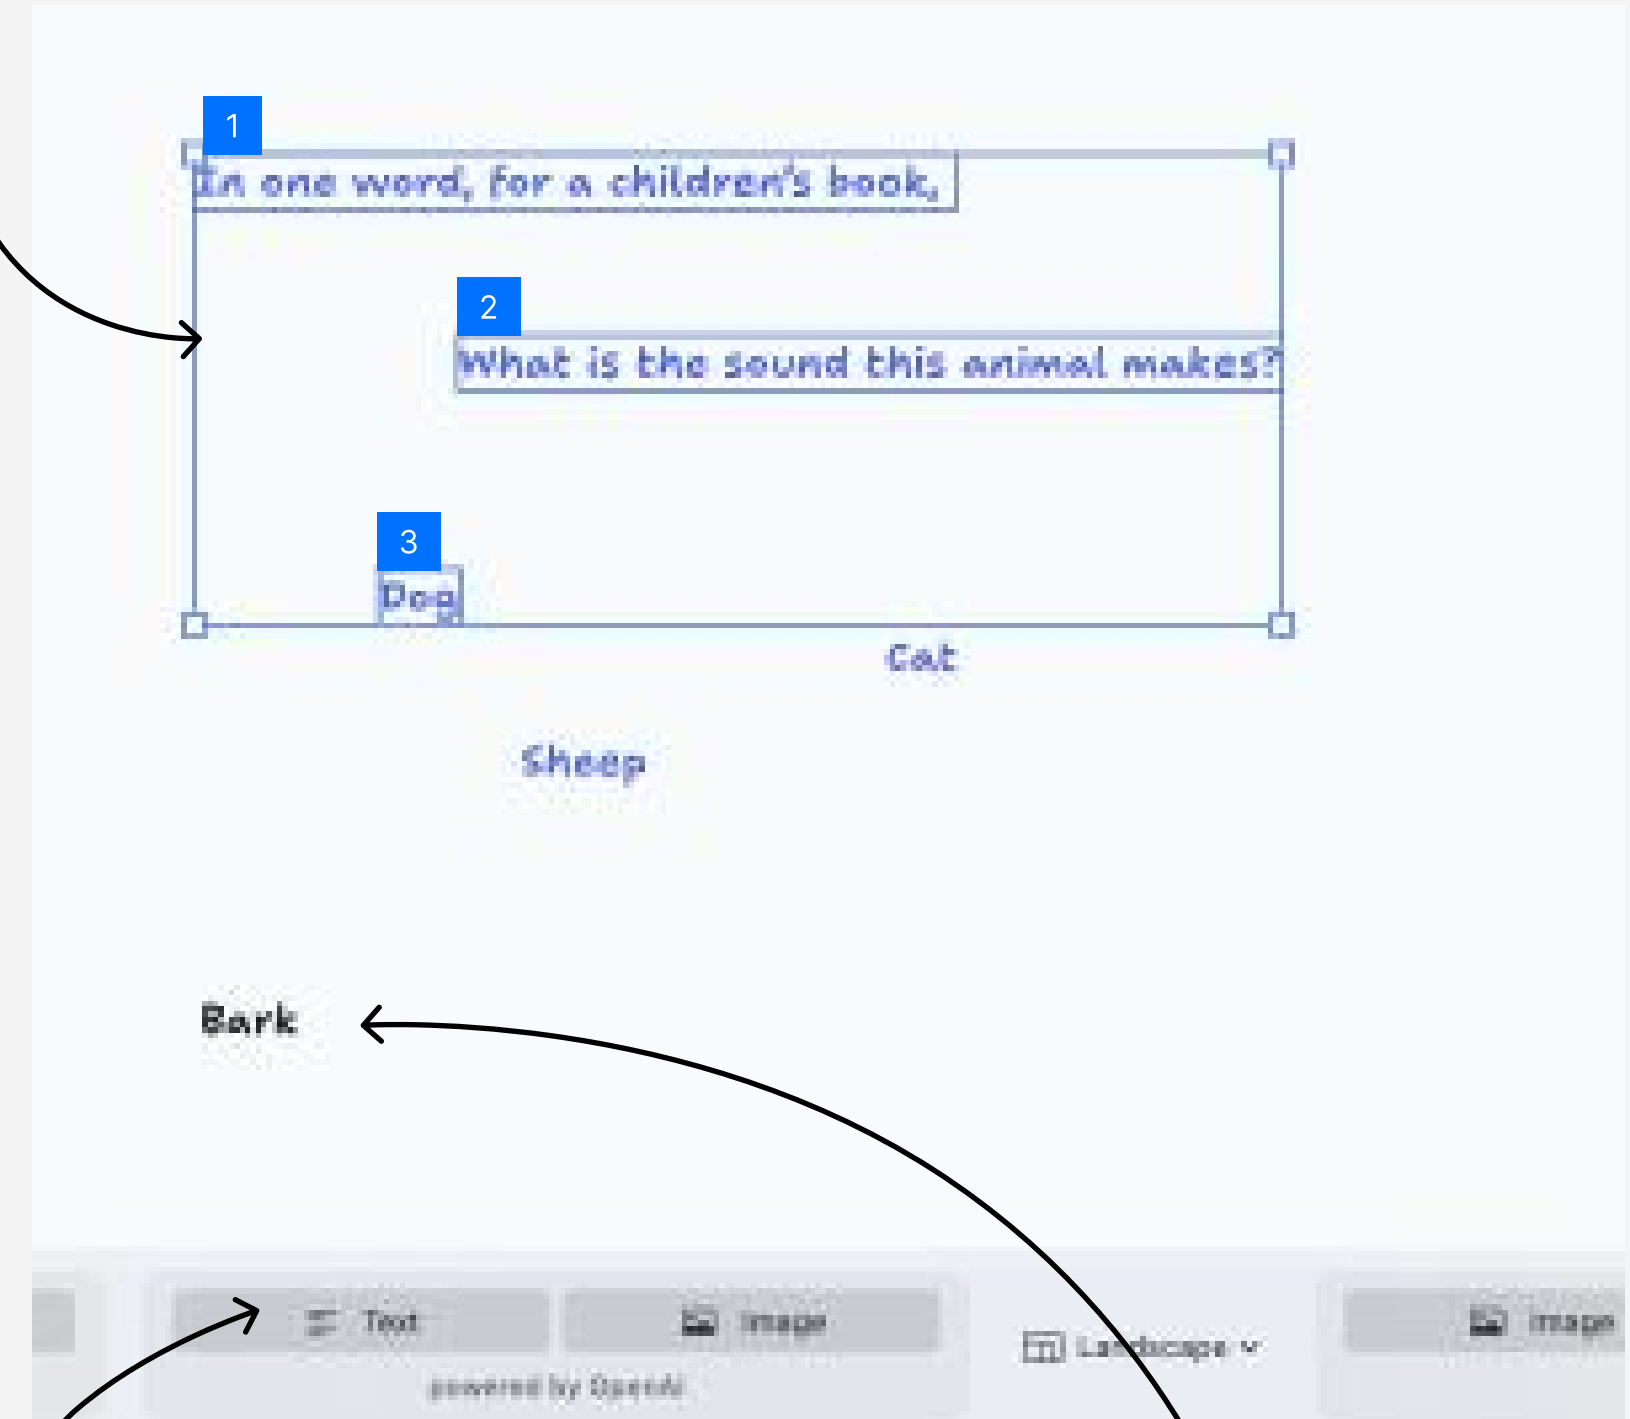 1
In one word, for a children's book,
2
What is the sound this animal makes?
3
Dog
Cat
Sheep
Bark
Text
Image
Landscape
Image
powered by OpenAI